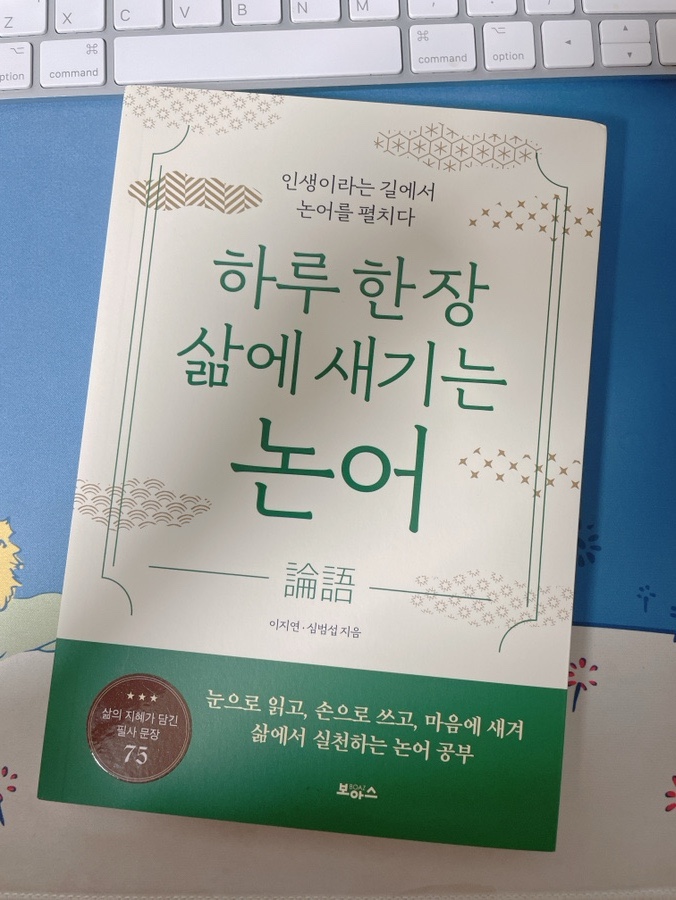 Z X C V B N M < >
option ⌘ command ⌘ command ⌥ option ◂ ▴ ▾
인생이라는 길에서
논어를 펼치다
하루 한 장
삶에 새기는
논어
論語
이지연·심범섭 지음
눈으로 읽고, 손으로 쓰고, 마음에 새겨
삶에서 실천하는 논어 공부
★★★
삶의 지혜가 담긴
필사 문장
75
BOAZ
보아스